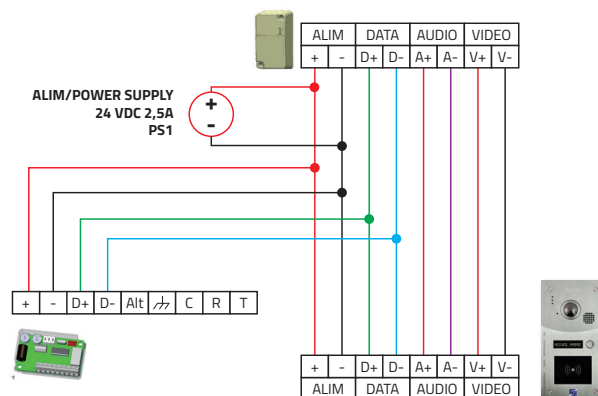 ALIM DATA AUDIO VIDEO
+ - D+ D- A+ A- V+ V-
ALIM/POWER SUPPLY
24 VDC 2,5A
PS1
+
-
+ - D+ D- Alt C R T
+ - D+ D- A+ A- V+ V-
ALIM DATA AUDIO VIDEO